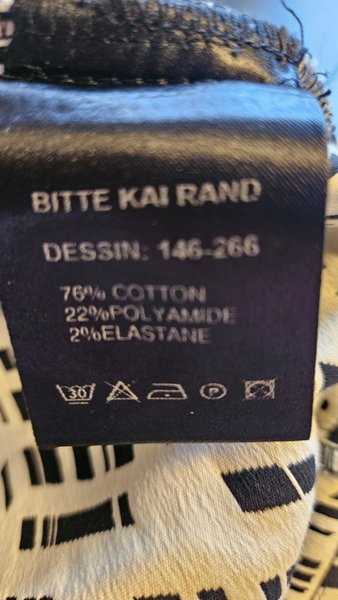 BITTE KAI RAND
DESSIN: 146-266
76% COTTON
22%POLYAMIDE
2%ELASTANE
30 P